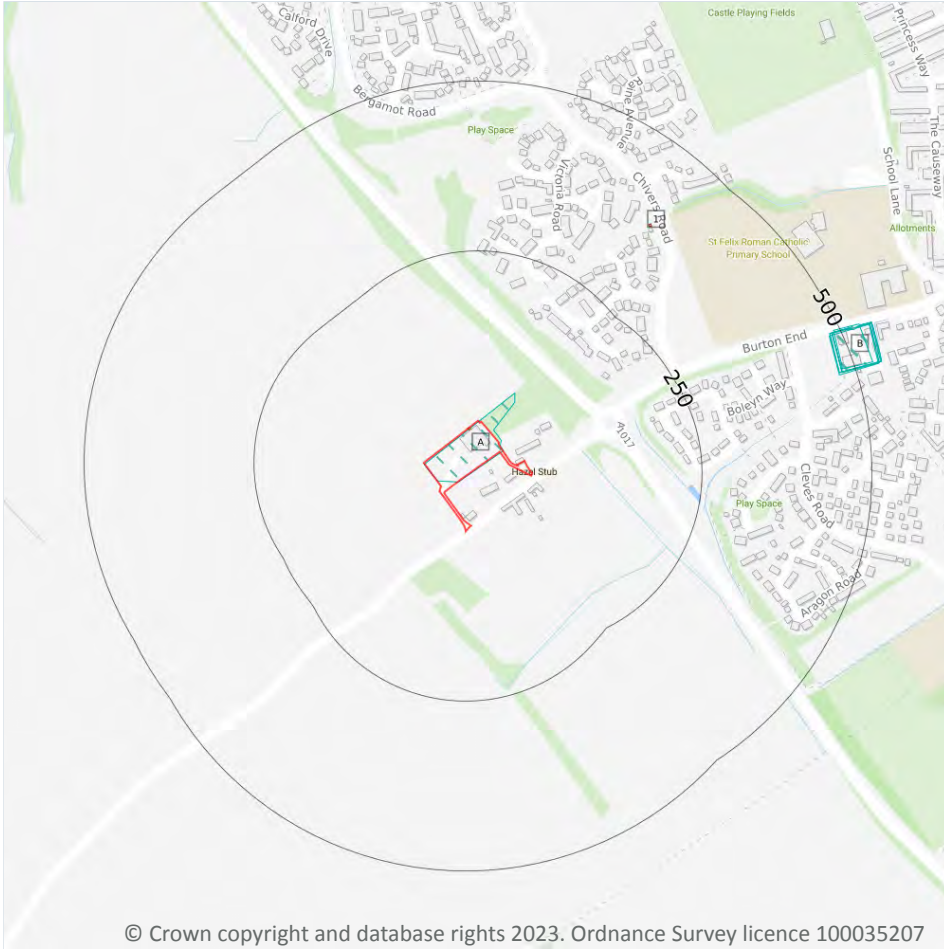 Castle Playing Fields
Calford
Drive
Princess Way
Bergamot Road
Paine Avenue
The Causeway
Play Space
Victoria Road
Chivers Road
School Lane
1
Allotments
St Felix Roman Catholic
Primary School
500
B
Burton End
250
Boleyn Way
A1017
A
Hazel Stub
Cleves Road
Play Space
Aragon Road
© Crown copyright and database rights 2023. Ordnance Survey licence 100035207